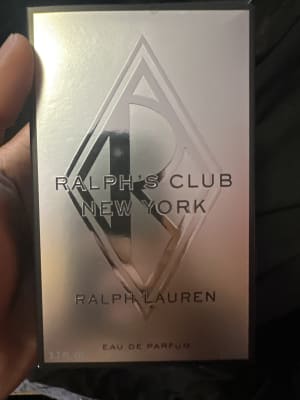 R
RALPH'S CLUB
NEW YORK
RALPH LAUREN
EAU DE PARFUM